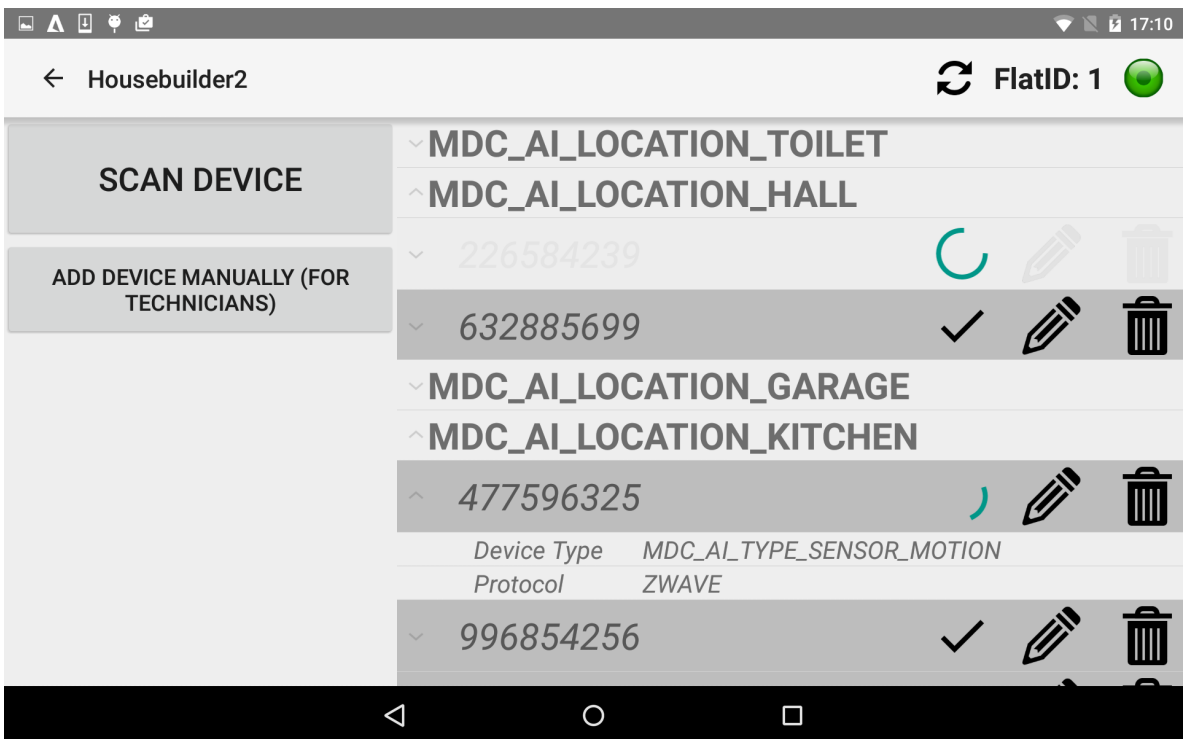 17:10
Housebuilder2
FlatID: 1
SCAN DEVICE
ADD DEVICE MANUALLY (FOR
TECHNICIANS)
MDC_AI_LOCATION_TOILET
MDC_AI_LOCATION_HALL
226584239
632885699
MDC_AI_LOCATION_GARAGE
MDC_AI_LOCATION_KITCHEN
477596325
Device Type MDC_AI_TYPE_SENSOR_MOTION
Protocol ZWAVE
996854256